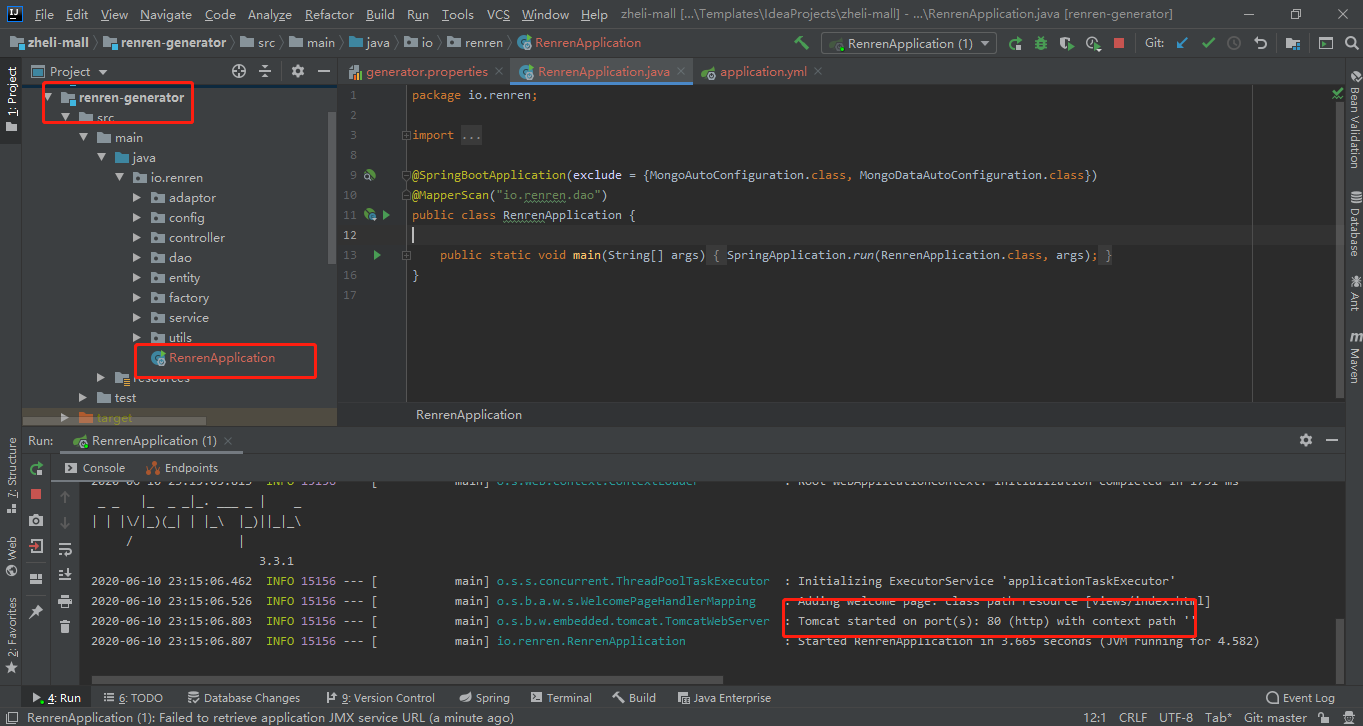 File Edit View Navigate Code Analyze Refactor Build Run Tools VCS Window Help zheli-mall [...\Templates\IdeaProjects\zheli-mall] - ...\RenrenApplication.java [renren-generator]
zheli-mall renren-generator src main java io renren RenrenApplication RenrenApplication (1) Git:
Project generator.properties RenrenApplication.java application.yml
1: Project
renren-generator
src
main
java
io.renren
adaptor
config
controller
dao
entity
factory
service
utils
RenrenApplication
resources
test
target
1 package io.renren;
2
3 import ...
8
9 @SpringBootApplication(exclude = {MongoAutoConfiguration.class, MongoDataAutoConfiguration.class})
10 @MapperScan("io.renren.dao")
11 public class RenrenApplication {
12
13 public static void main(String[] args) { SpringApplication.run(RenrenApplication.class, args); }
16 }
17
RenrenApplication
Bean Validation
Database
Ant
Maven
Run: RenrenApplication (1)
Console Endpoints
7: Structure
Web
2: Favorites
2020-06-10 23:15:05.815 INFO 15156 --- [ main] o.s.web.context.ContextLoader : Root WebApplicationContext: initialization completed in 1751 ms
_ _ |_ _ _|_. ___ _ | _
| | |\/|_)(_| | |_\ |_)||_|_\
/ |
3.3.1
2020-06-10 23:15:06.462 INFO 15156 --- [ main] o.s.s.concurrent.ThreadPoolTaskExecutor : Initializing ExecutorService 'applicationTaskExecutor'
2020-06-10 23:15:06.526 INFO 15156 --- [ main] o.s.b.a.w.s.WelcomePageHandlerMapping : Adding welcome page: class path resource [views/index.html]
2020-06-10 23:15:06.803 INFO 15156 --- [ main] o.s.b.w.embedded.tomcat.TomcatWebServer : Tomcat started on port(s): 80 (http) with context path ''
2020-06-10 23:15:06.807 INFO 15156 --- [ main] io.renren.RenrenApplication : Started RenrenApplication in 3.665 seconds (JVM running for 4.582)
4: Run 6: TODO Database Changes 9: Version Control Spring Terminal Build Java Enterprise Event Log
RenrenApplication (1): Failed to retrieve application JMX service URL (a minute ago) 12:1 CRLF UTF-8 Tab* Git: master